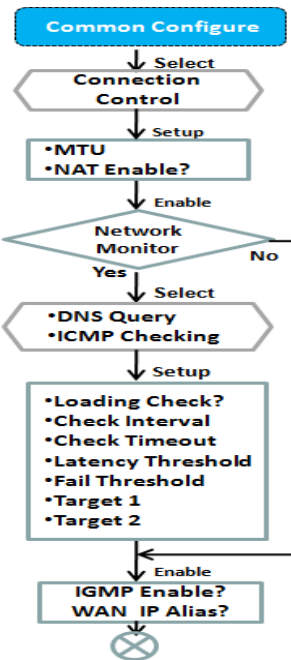 Common Configure
Select
Connection
Control
Setup
•MTU
•NAT Enable?
Enable
Network
Monitor
No
Yes
Select
•DNS Query
•ICMP Checking
Setup
•Loading Check?
•Check Interval
•Check Timeout
•Latency Threshold
•Fail Threshold
•Target 1
•Target 2
Enable
IGMP Enable?
WAN IP Alias?